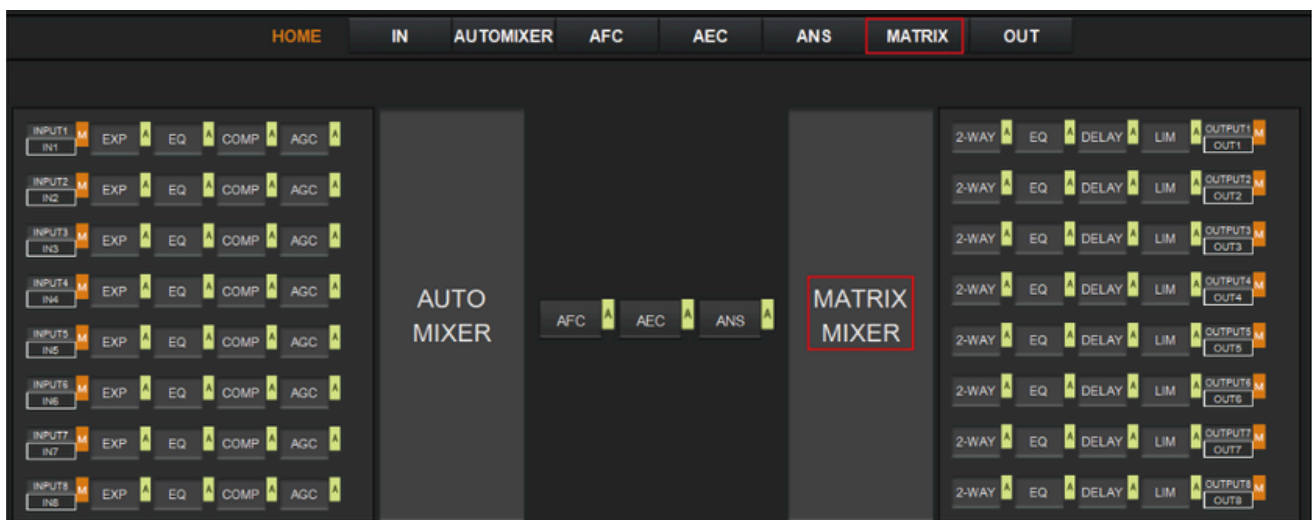 HOME IN AUTOMIXER AFC AEC ANS MATRIX OUT
INPUT1 M EXP A EQ A COMP A AGC A
IN1
INPUT2 M EXP A EQ A COMP A AGC A
IN2
INPUT3 M EXP A EQ A COMP A AGC A
IN3
INPUT4 M EXP A EQ A COMP A AGC A
IN4
INPUT5 M EXP A EQ A COMP A AGC A
IN5
INPUT6 M EXP A EQ A COMP A AGC A
IN6
INPUT7 M EXP A EQ A COMP A AGC A
IN7
INPUT8 M EXP A EQ A COMP A AGC A
IN8
AUTO
MIXER
AFC A AEC A ANS A
MATRIX
MIXER
2-WAY A EQ A DELAY A LIM A OUTPUT1 M
OUT1
2-WAY A EQ A DELAY A LIM A OUTPUT2 M
OUT2
2-WAY A EQ A DELAY A LIM A OUTPUT3 M
OUT3
2-WAY A EQ A DELAY A LIM A OUTPUT4 M
OUT4
2-WAY A EQ A DELAY A LIM A OUTPUT5 M
OUT5
2-WAY A EQ A DELAY A LIM A OUTPUT6 M
OUT6
2-WAY A EQ A DELAY A LIM A OUTPUT7 M
OUT7
2-WAY A EQ A DELAY A LIM A OUTPUT8 M
OUT8